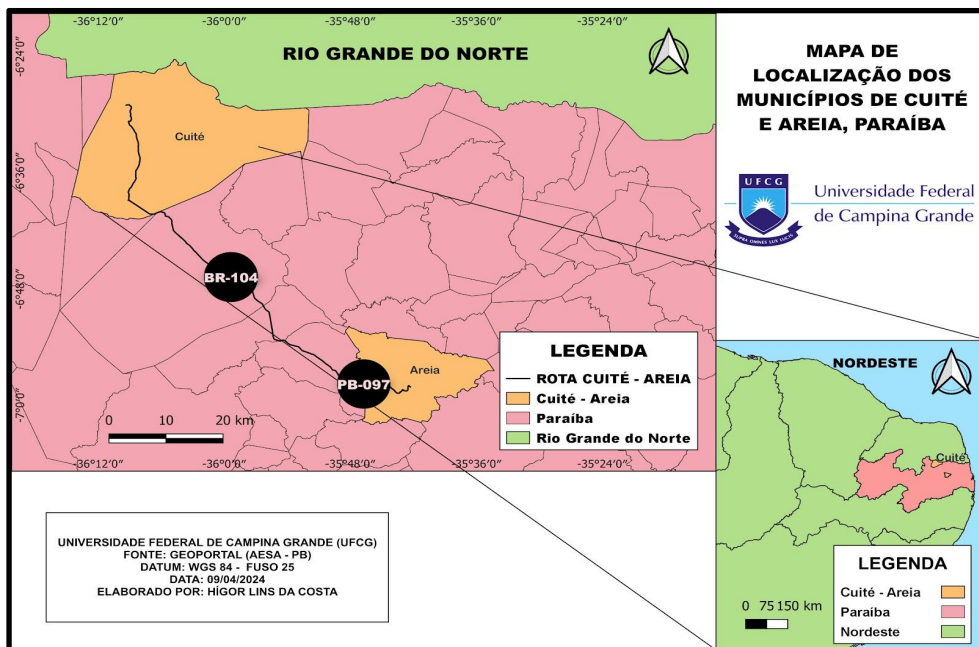 -36°12'0"
-36°0'0"
-35°48'0"
-35°36'0"
-35°24'0"
-6°24'0"
-6°36'0"
-6°48'0"
-7°0'0"
RIO GRANDE DO NORTE
Cuité
BR-104
PB-097
Areia
0 10 20 km
LEGENDA
ROTA CUITÉ - AREIA
Cuité - Areia
Paraíba
Rio Grande do Norte
-36°12'0"
-36°0'0"
-35°48'0"
-35°36'0"
-35°24'0"
MAPA DE
LOCALIZAÇÃO DOS
MUNICÍPIOS DE CUITÉ
E AREIA, PARAÍBA
UFCG
SUPRA OMNES LUX LUCIS
Universidade Federal
de Campina Grande
NORDESTE
Cuité
0 75 150 km
LEGENDA
Cuité - Areia
Paraíba
Nordeste
UNIVERSIDADE FEDERAL DE CAMPINA GRANDE (UFCG)
FONTE: GEOPORTAL (AESA - PB)
DATUM: WGS 84 - FUSO 25
DATA: 09/04/2024
ELABORADO POR: HÍGOR LINS DA COSTA